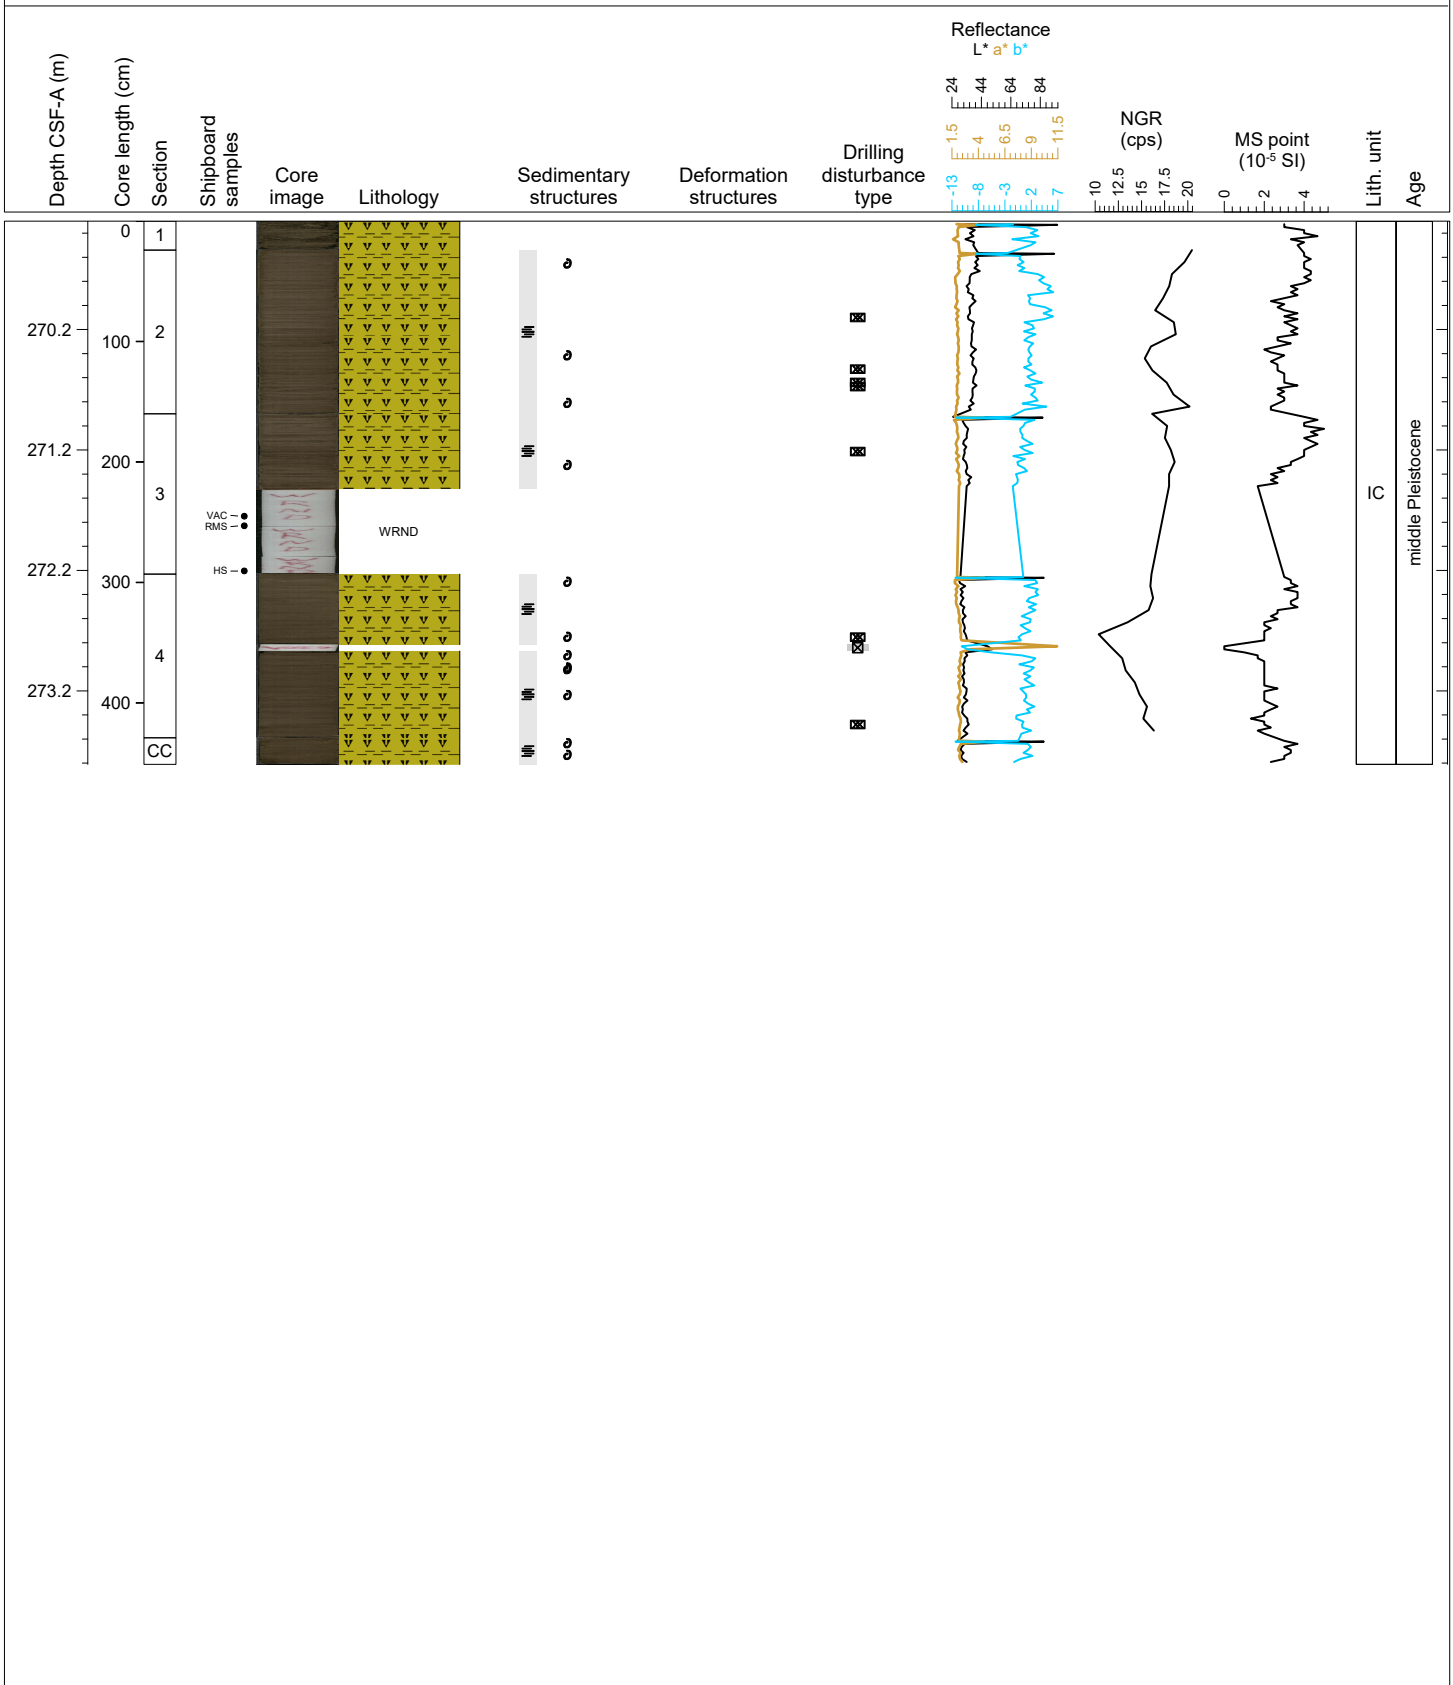 Depth CSF-A (m)
Core length (cm)
Section
Shipboard
samples
Core
image
Lithology
Sedimentary
structures
Deformation
structures
Drilling
disturbance
type
Reflectance
L* a* b*
24 44 64 84
1.5 4 6.5 9 11.5
-13 -8 -3 2 7
NGR
(cps)
10 12.5 15 17.5 20
MS point
(10-5 SI)
0 2 4
Lith. unit
Age
0
1
270.2
100
2
271.2
200
3
VAC
RMS
WRND
HS
272.2
300
4
273.2
400
CC
IC
middle Pleistocene